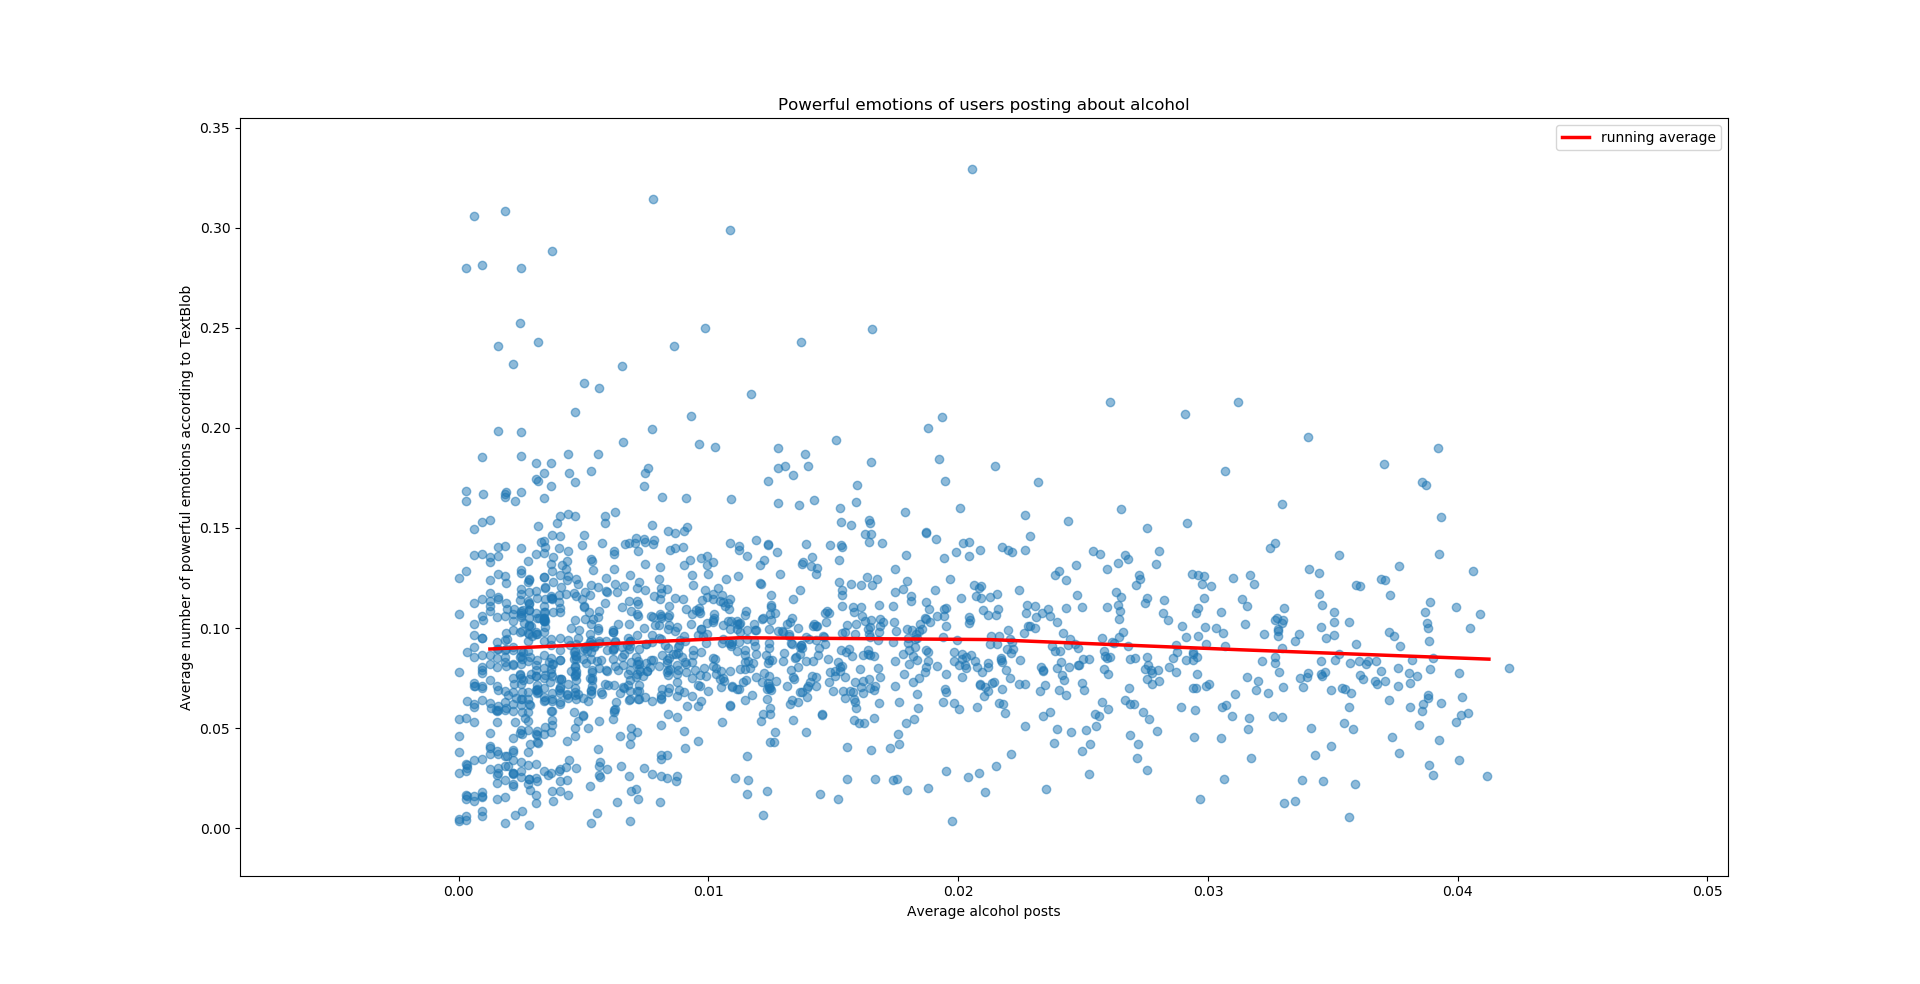 Powerful emotions of users posting about alcohol
running average
0.35
0.30
0.25
0.20
0.15
0.10
0.05
0.00
Average number of powerful emotions according to TextBlob
0.00 0.01 0.02 0.03 0.04 0.05
Average alcohol posts